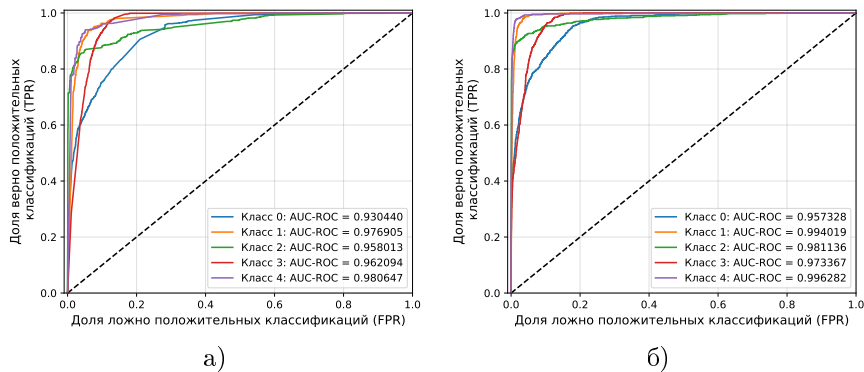 Доля верно положительных
классификаций (TPR)
1.0
0.8
0.6
0.4
0.2
0.0
Класс 0: AUC-ROC = 0.930440
Класс 1: AUC-ROC = 0.976905
Класс 2: AUC-ROC = 0.958013
Класс 3: AUC-ROC = 0.962094
Класс 4: AUC-ROC = 0.980647
0.0 0.2 0.4 0.6 0.8 1.0
Доля ложно положительных классификаций (FPR)
а)
Доля верно положительных
классификаций (TPR)
1.0
0.8
0.6
0.4
0.2
0.0
Класс 0: AUC-ROC = 0.957328
Класс 1: AUC-ROC = 0.994019
Класс 2: AUC-ROC = 0.981136
Класс 3: AUC-ROC = 0.973367
Класс 4: AUC-ROC = 0.996282
0.0 0.2 0.4 0.6 0.8 1.0
Доля ложно положительных классификаций (FPR)
б)